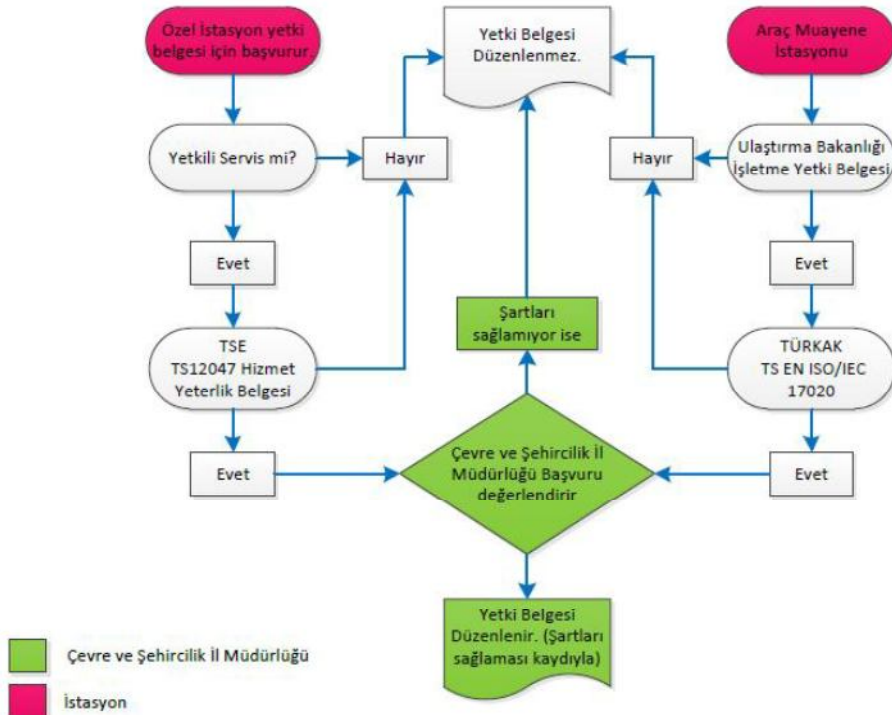 Özel İstasyon yetki
belgesi için başvurur.
Yetki Belgesi
Düzenlenmez.
Araç Muayene
İstasyonu
Yetkili Servis mi?
Hayır
Hayır
Ulaştırma Bakanlığı
İşletme Yetki Belgesi
Evet
Evet
Şartları
sağlamıyor ise
TSE
TS12047 Hizmet
Yeterlik Belgesi
TÜRKAK
TS EN ISO/IEC
17020
Evet
Çevre ve Şehircilik İl
Müdürlüğü Başvuru
değerlendirir
Evet
Yetki Belgesi
Düzenlenir. (Şartları
sağlaması kaydıyla)
Çevre ve Şehircilik İl Müdürlüğü
İstasyon